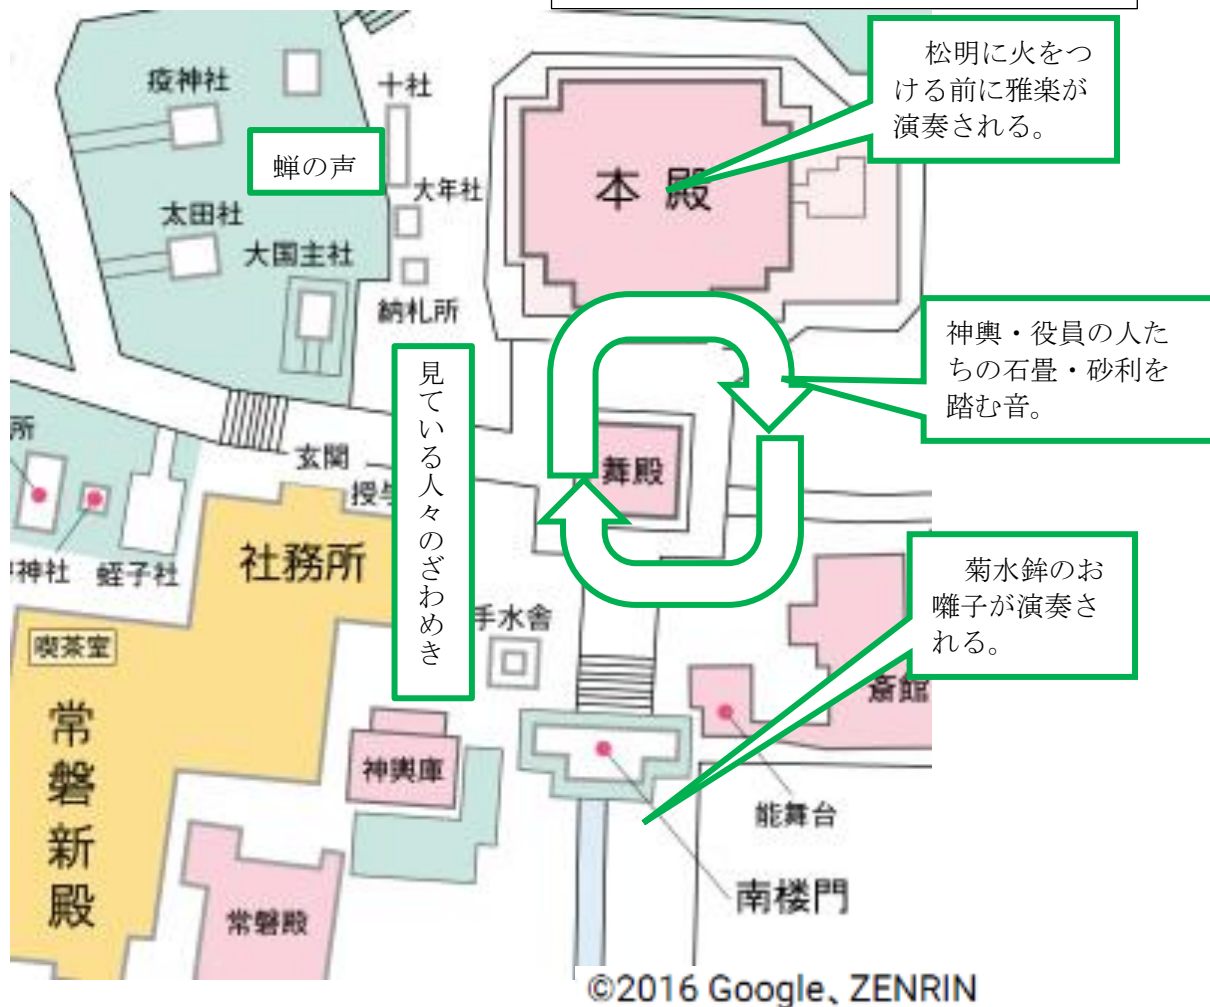 松明に火をつ
ける前に雅楽が
演奏される。
疫神社
十社
蝉の声
本殿
大年社
太田社
大国主社
納札所
神輿・役員の人た
ちの石畳・砂利を
踏む音。
見ている人々のざわめき
所
玄関
授与
舞殿
社務所
神社
蛭子社
菊水鉾のお
囃子が演奏さ
れる。
手水舎
喫茶室
斎館
常磐新殿
神輿庫
能舞台
南楼門
常磐殿
©2016 Google、ZENRIN